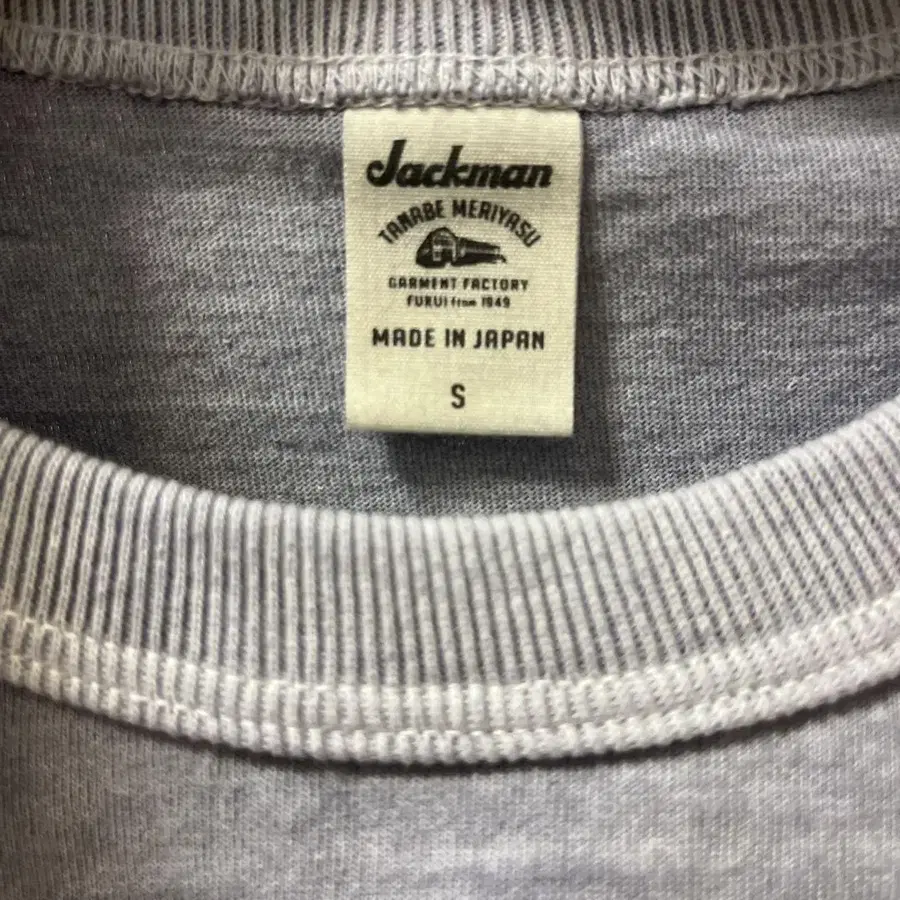 Jackman
TANABE MERIYASU
GARMENT FACTORY
FUKUI from 1949
MADE IN JAPAN
S